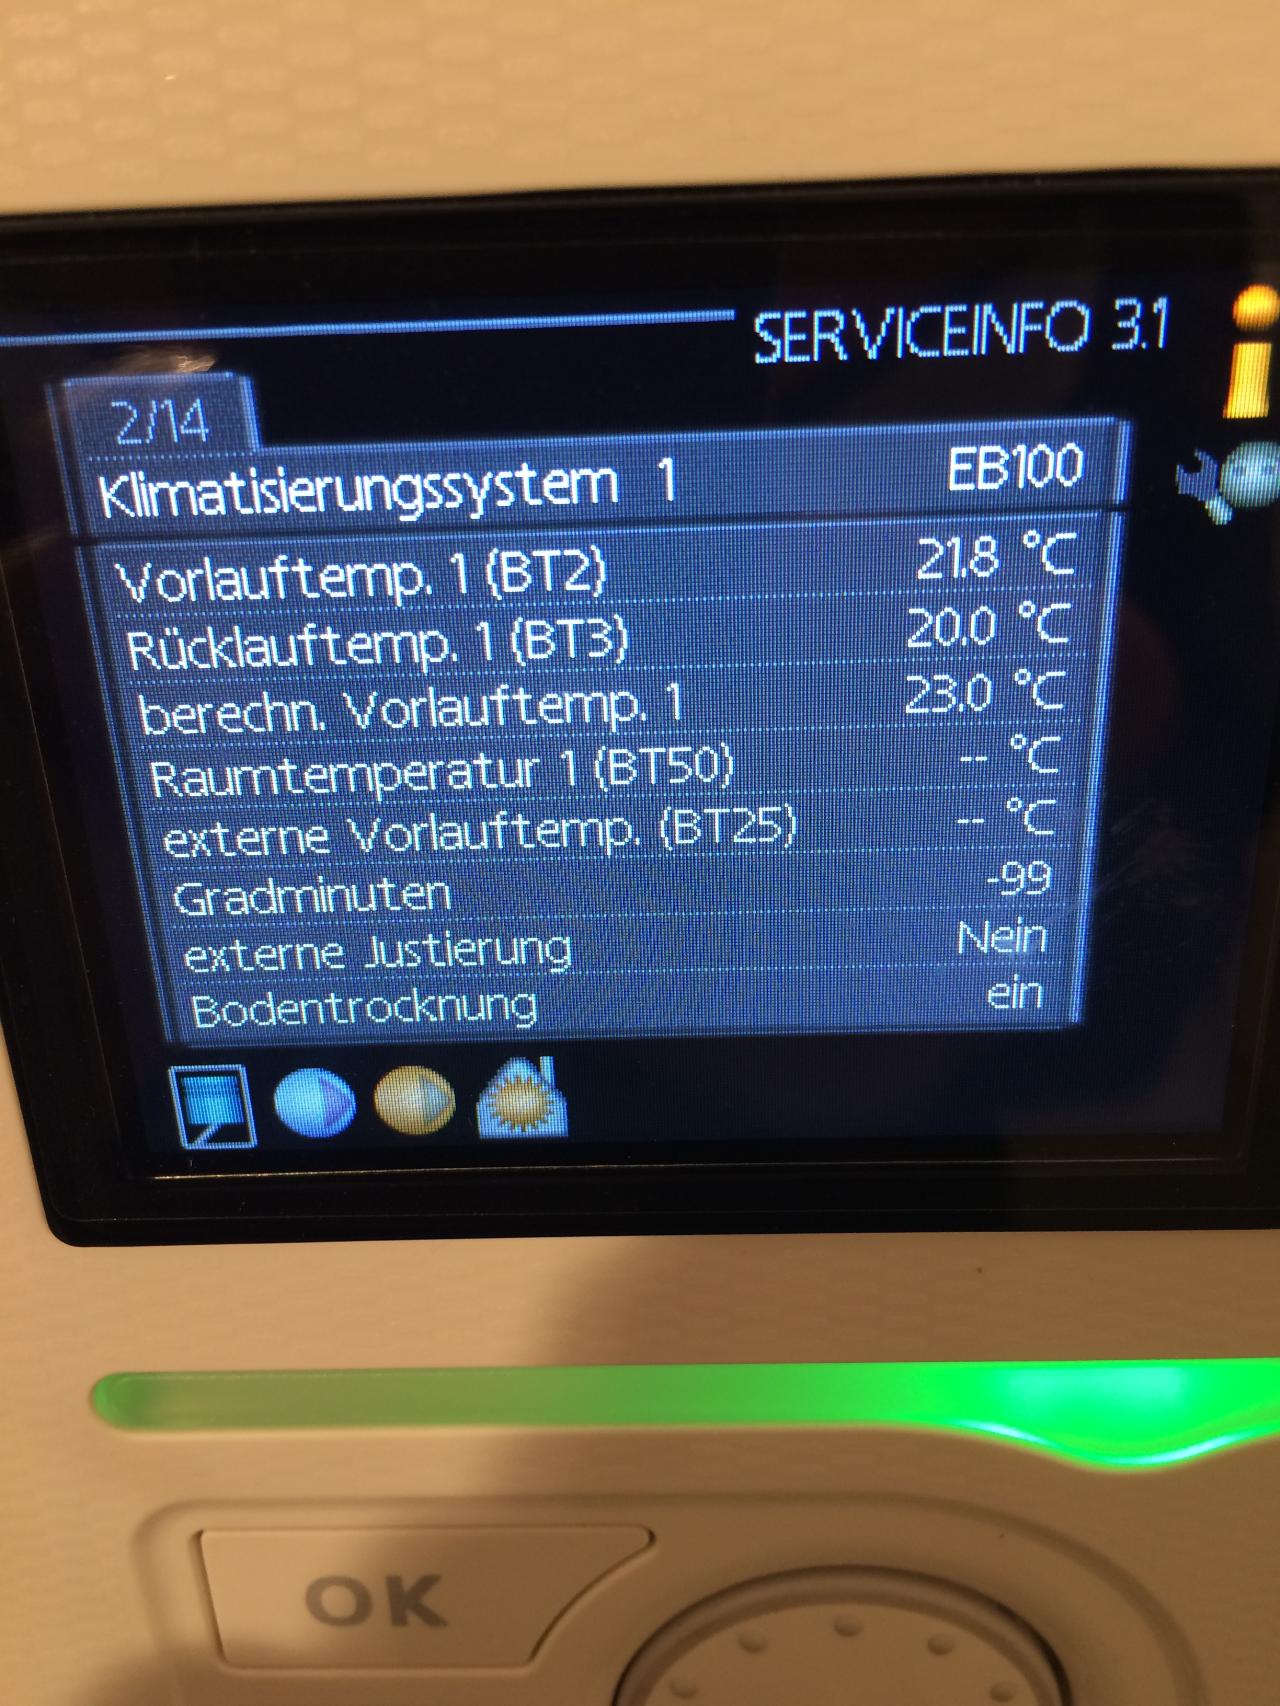 SERVICEINFO 3.1
2/14
Klimatisierungssystem 1 EB100
Vorlauftemp. 1 (BT2) 21.8 °C
Rücklauftemp. 1 (BT3) 20.0 °C
berechn. Vorlauftemp. 1 23.0 °C
Raumtemperatur 1 (BT50) -- °C
externe Vorlauftemp. (BT25) -- °C
Gradminuten -99
externe Justierung Nein
Bodentrocknung ein
OK